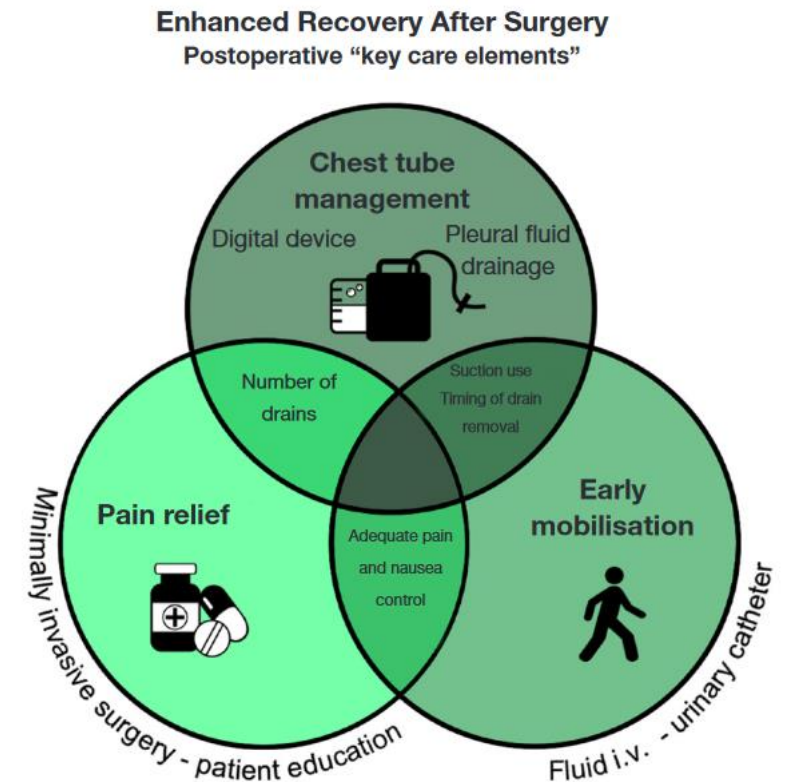 Enhanced Recovery After Surgery
Postoperative “key care elements”
Chest tube
management
Digital device
Pleural fluid
drainage
Number of
drains
Suction use
Timing of drain
removal
Pain relief
Early
mobilisation
Adequate pain
and nausea
control
Minimally invasive surgery - patient education
Fluid i.v. - urinary catheter